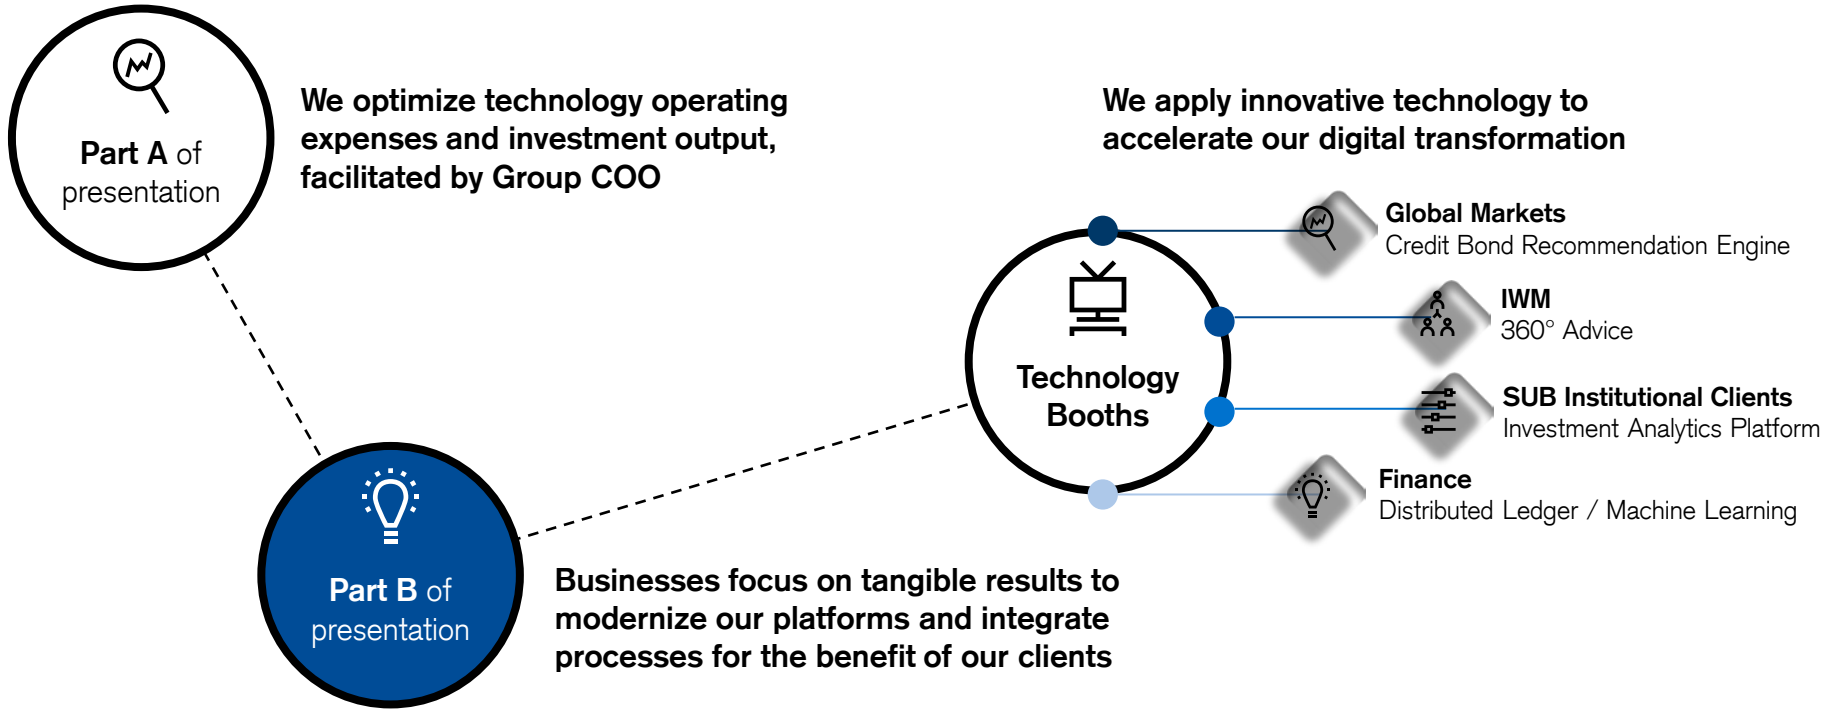 Part A of
presentation
We optimize technology operating
expenses and investment output,
facilitated by Group COO
Part B of
presentation
Businesses focus on tangible results to
modernize our platforms and integrate
processes for the benefit of our clients
We apply innovative technology to
accelerate our digital transformation
Technology
Booths
Global Markets
Credit Bond Recommendation Engine
IWM
360° Advice
SUB Institutional Clients
Investment Analytics Platform
Finance
Distributed Ledger / Machine Learning